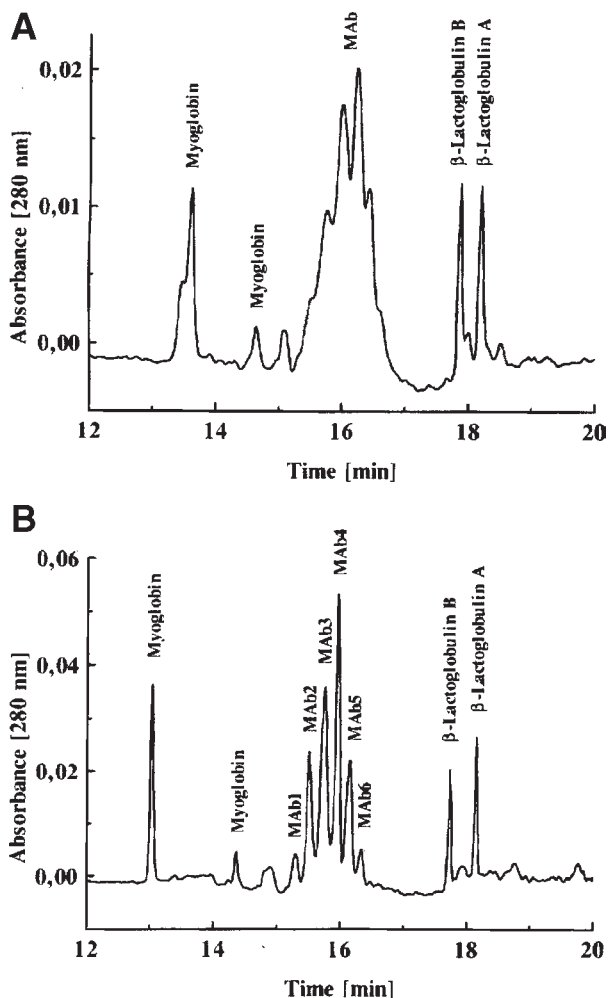 A
MAb
β-Lactoglobulin B
β-Lactoglobulin A
Myoglobin
Myoglobin
0,02
0,01
0,00
Absorbance [280 nm]
12 14 16 18 20
Time [min]
B
MAb4
Myoglobin
MAb3
MAb2
MAb5
MAb1
MAb6
Myoglobin
β-Lactoglobulin B
β-Lactoglobulin A
0,06
0,04
0,02
0,00
Absorbance [280 nm]
12 14 16 18 20
Time [min]